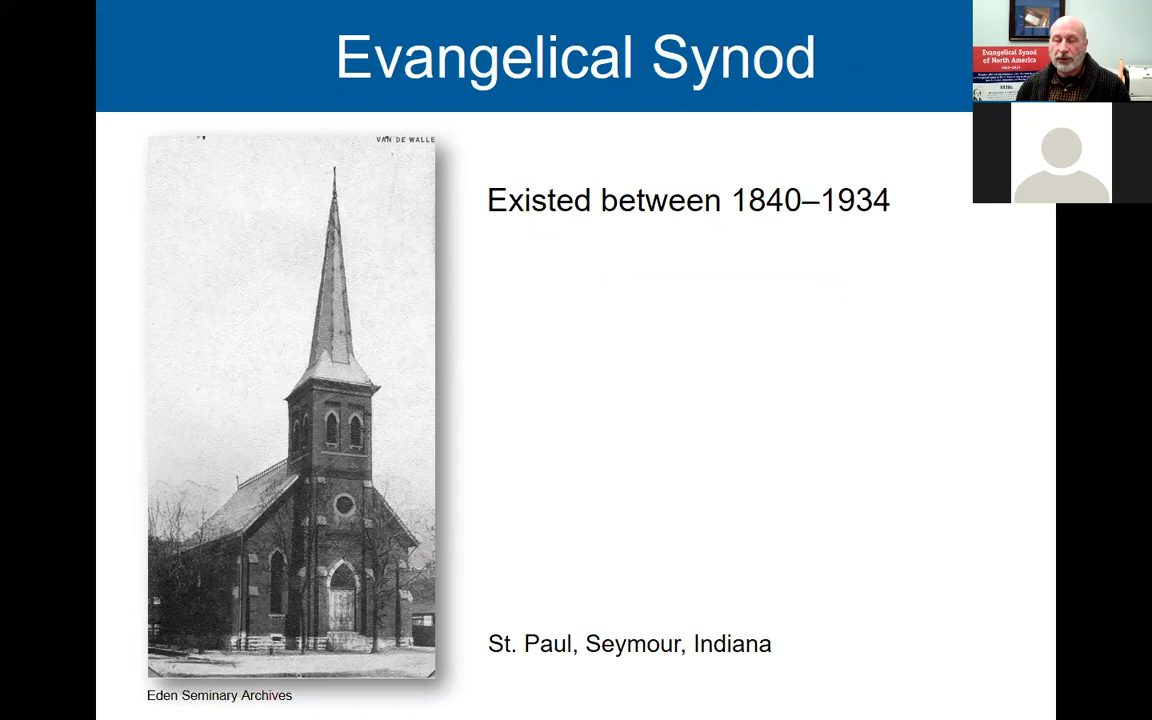 Evangelical Synod
VAN DE WALLE
Existed between 1840–1934
St. Paul, Seymour, Indiana
Eden Seminary Archives
Evangelical Synod
of North America